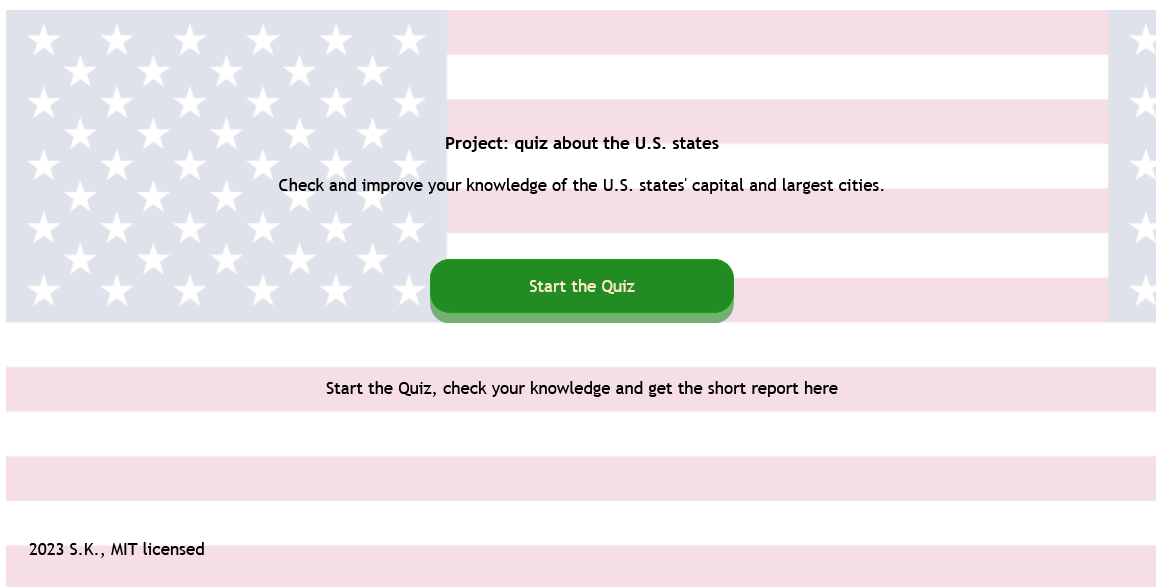 Project: quiz about the U.S. states
Check and improve your knowledge of the U.S. states' capital and largest cities.
Start the Quiz
Start the Quiz, check your knowledge and get the short report here
2023 S.K., MIT licensed